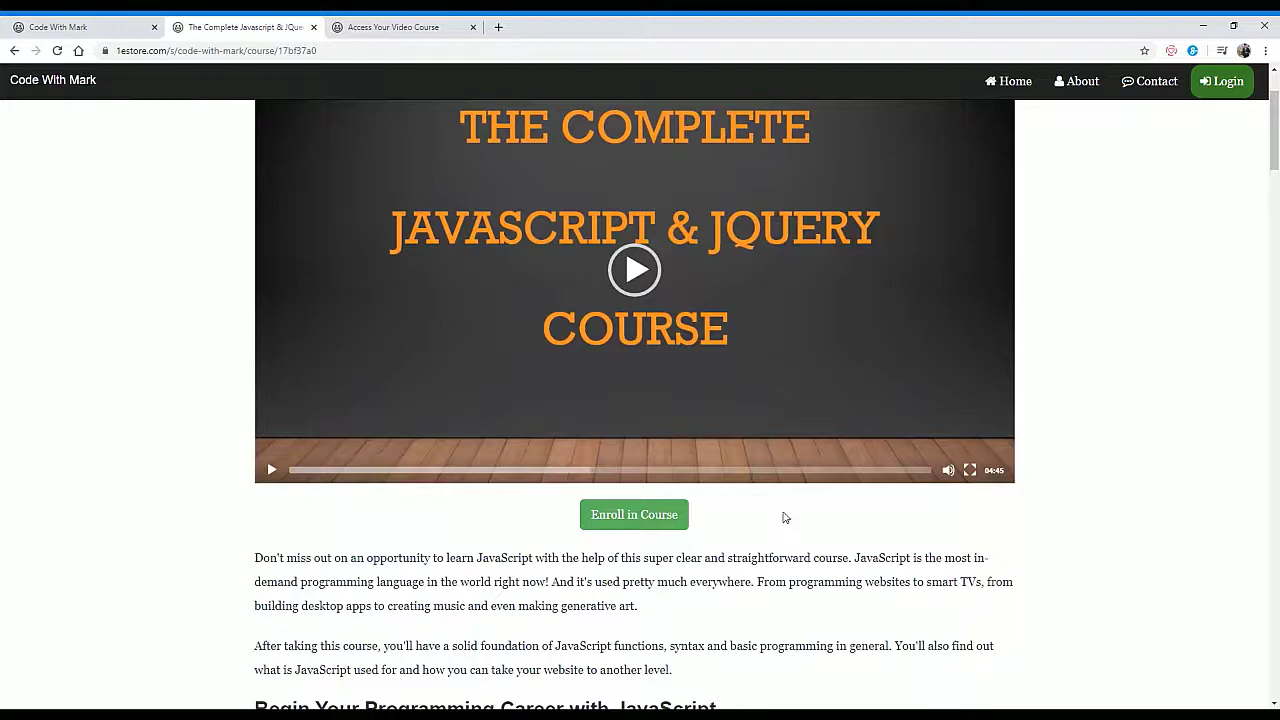 Code With Mark
The Complete Javascript & JQue
Access Your Video Course
1estore.com/s/code-with-mark/course/17bf37a0
Code With Mark
Home
About
Contact
Login
THE COMPLETE
JAVASCRIPT & JQUERY
COURSE
04:45
Enroll in Course
Don't miss out on an opportunity to learn JavaScript with the help of this super clear and straightforward course. JavaScript is the most in-
demand programming language in the world right now! And it's used pretty much everywhere. From programming websites to smart TVs, from
building desktop apps to creating music and even making generative art.
After taking this course, you'll have a solid foundation of JavaScript functions, syntax and basic programming in general. You'll also find out
what is JavaScript used for and how you can take your website to another level.
Begin Your Programming Career with JavaScript